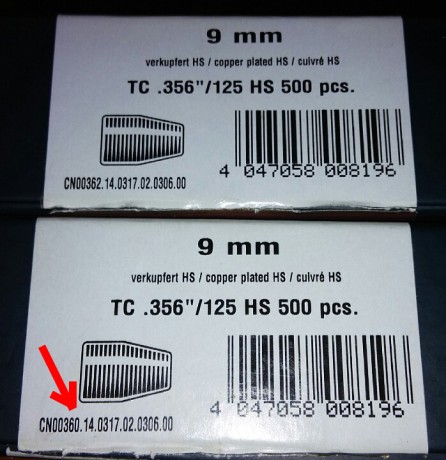 9 mm
verkupfert HS / copper plated HS / cuivré HS
TC .356"/125 HS 500 pcs.
4 047058 008196
CN00362.14.0317.02.0306.00
9 mm
verkupfert HS / copper plated HS / cuivré HS
TC .356"/125 HS 500 pcs.
4 047058 008196
CN00360.14.0317.02.0306.00